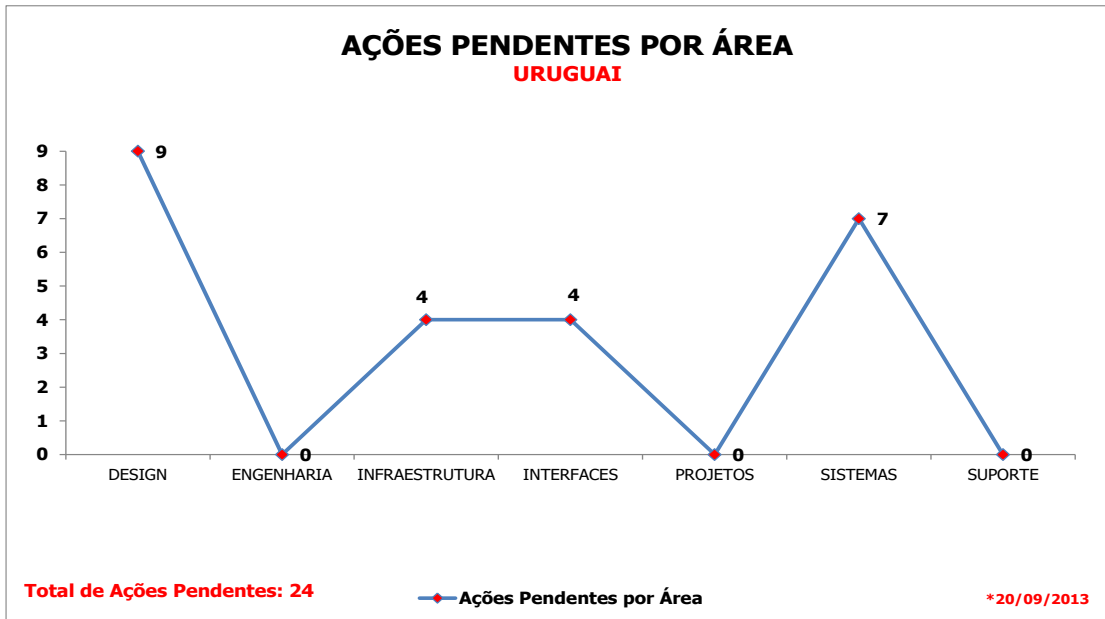 AÇÕES PENDENTES POR ÁREA
URUGUAI
9
8
7
6
5
4
3
2
1
0
9
0
4
4
0
7
0
DESIGN
ENGENHARIA
INFRAESTRUTURA
INTERFACES
PROJETOS
SISTEMAS
SUPORTE
Total de Ações Pendentes: 24
Ações Pendentes por Área
*20/09/2013